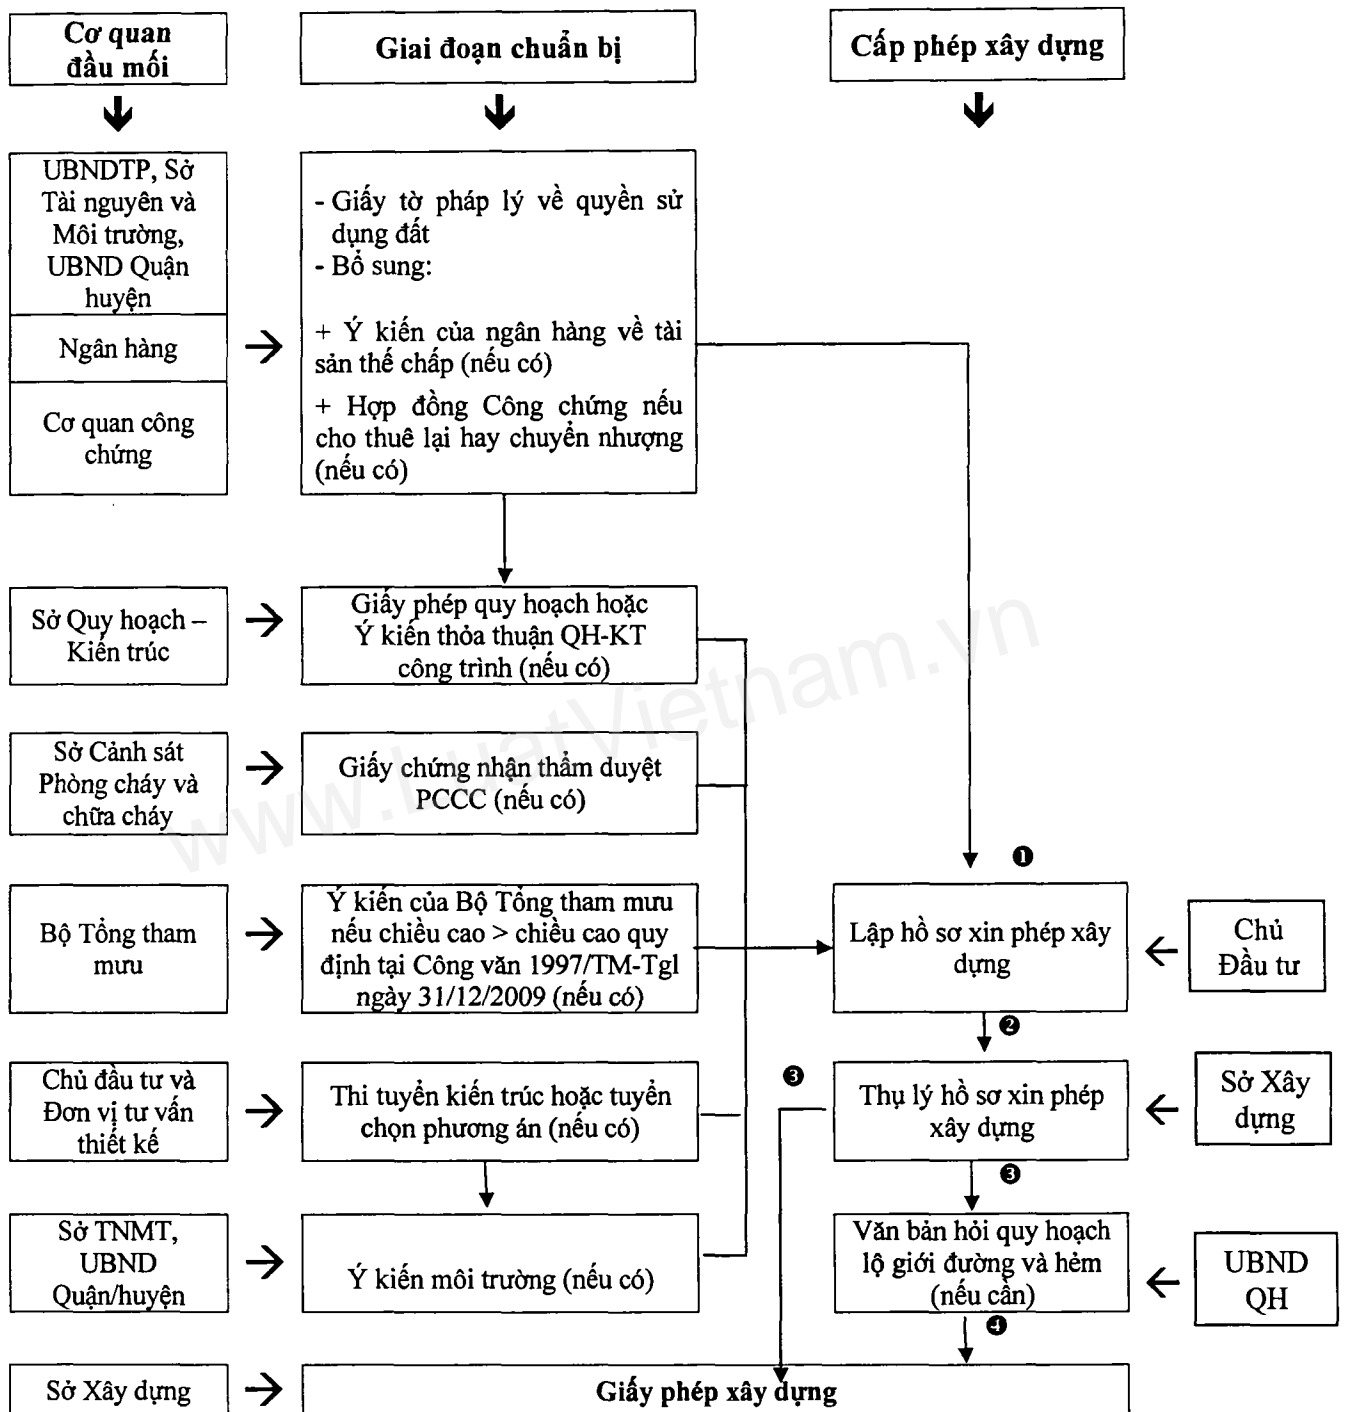 Cơ quan
đầu mối
Giai đoạn chuẩn bị
Cấp phép xây dựng
UBNDTP, Sở
Tài nguyên và
Môi trường,
UBND Quận
huyện
Ngân hàng
Cơ quan công
chứng
- Giấy tờ pháp lý về quyền sử
dụng đất
- Bổ sung:
+ Ý kiến của ngân hàng về tài
sản thế chấp (nếu có)
+ Hợp đồng Công chứng nếu
cho thuê lại hay chuyển nhượng
(nếu có)
Sở Quy hoạch –
Kiến trúc
Giấy phép quy hoạch hoặc
Ý kiến thỏa thuận QH-KT
công trình (nếu có)
Sở Cảnh sát
Phòng cháy và
chữa cháy
Giấy chứng nhận thẩm duyệt
PCCC (nếu có)
www.LuatVietnam.vn
Bộ Tổng tham
mưu
Ý kiến của Bộ Tổng tham mưu
nếu chiều cao > chiều cao quy
định tại Công văn 1997/TM-Tgl
ngày 31/12/2009 (nếu có)
❶
Lập hồ sơ xin phép xây
dựng
Chủ
Đầu tư
❷
Chủ đầu tư và
Đơn vị tư vấn
thiết kế
Thi tuyển kiến trúc hoặc tuyển
chọn phương án (nếu có)
❸
Thụ lý hồ sơ xin phép
xây dựng
Sở Xây
dựng
❸
Sở TNMT,
UBND
Quận/huyện
Ý kiến môi trường (nếu có)
Văn bản hỏi quy hoạch
lộ giới đường và hẻm
(nếu cần)
UBND
QH
❹
Sở Xây dựng
Giấy phép xây dựng